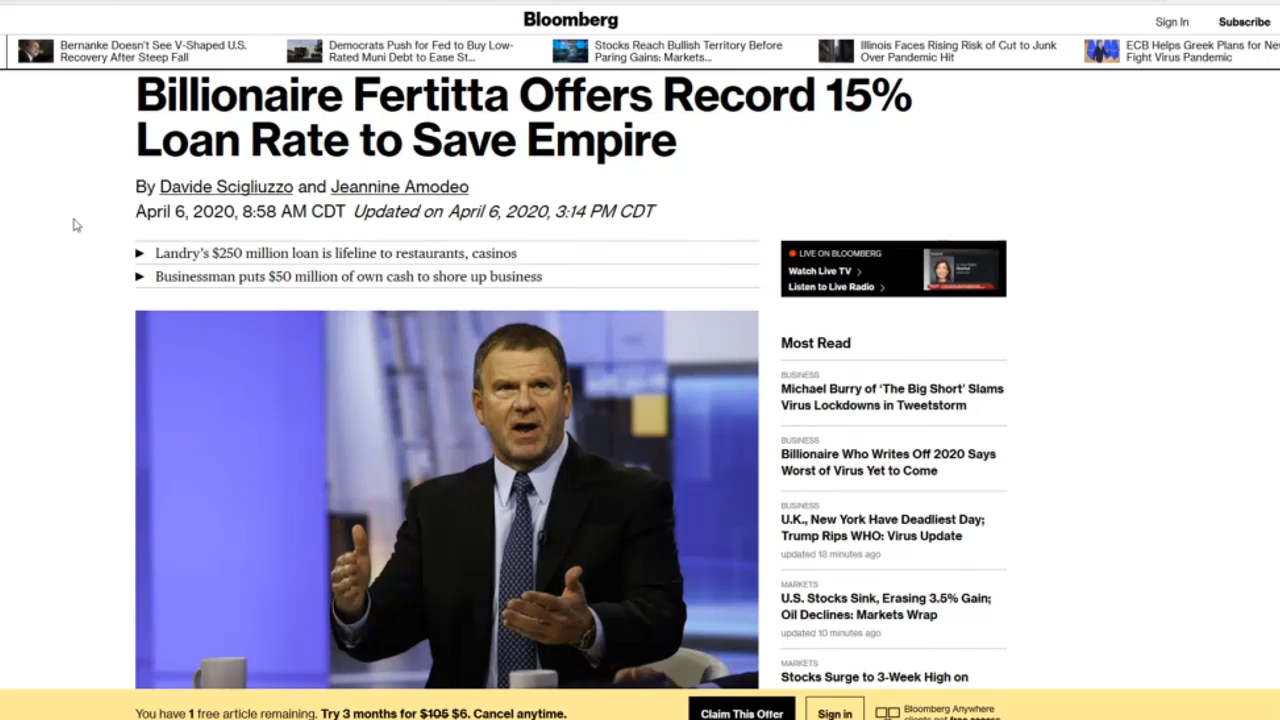 Bloomberg
Sign In
Subscribe
Bernanke Doesn't See V-Shaped U.S.
Recovery After Steep Fall
Democrats Push for Fed to Buy Low-
Rated Muni Debt to Ease St...
Stocks Reach Bullish Territory Before
Paring Gains: Markets...
Illinois Faces Rising Risk of Cut to Junk
Over Pandemic Hit
ECB Helps Greek Plans for Ne
Fight Virus Pandemic
Billionaire Fertitta Offers Record 15%
Loan Rate to Save Empire
By Davide Scigliuzzo and Jeannine Amodeo
April 6, 2020, 8:58 AM CDT Updated on April 6, 2020, 3:14 PM CDT
Landry's $250 million loan is lifeline to restaurants, casinos
Businessman puts $50 million of own cash to shore up business
LIVE ON BLOOMBERG
Watch Live TV
Listen to Live Radio
Most Read
BUSINESS
Michael Burry of 'The Big Short' Slams
Virus Lockdowns in Tweetstorm
BUSINESS
Billionaire Who Writes Off 2020 Says
Worst of Virus Yet to Come
BUSINESS
U.K., New York Have Deadliest Day;
Trump Rips WHO: Virus Update
updated 18 minutes ago
MARKETS
U.S. Stocks Sink, Erasing 3.5% Gain;
Oil Declines: Markets Wrap
updated 10 minutes ago
MARKETS
Stocks Surge to 3-Week High on
You have 1 free article remaining. Try 3 months for $105 $6. Cancel anytime.
Claim This Offer
Sign in
Bloomberg Anywhere
clients get free access